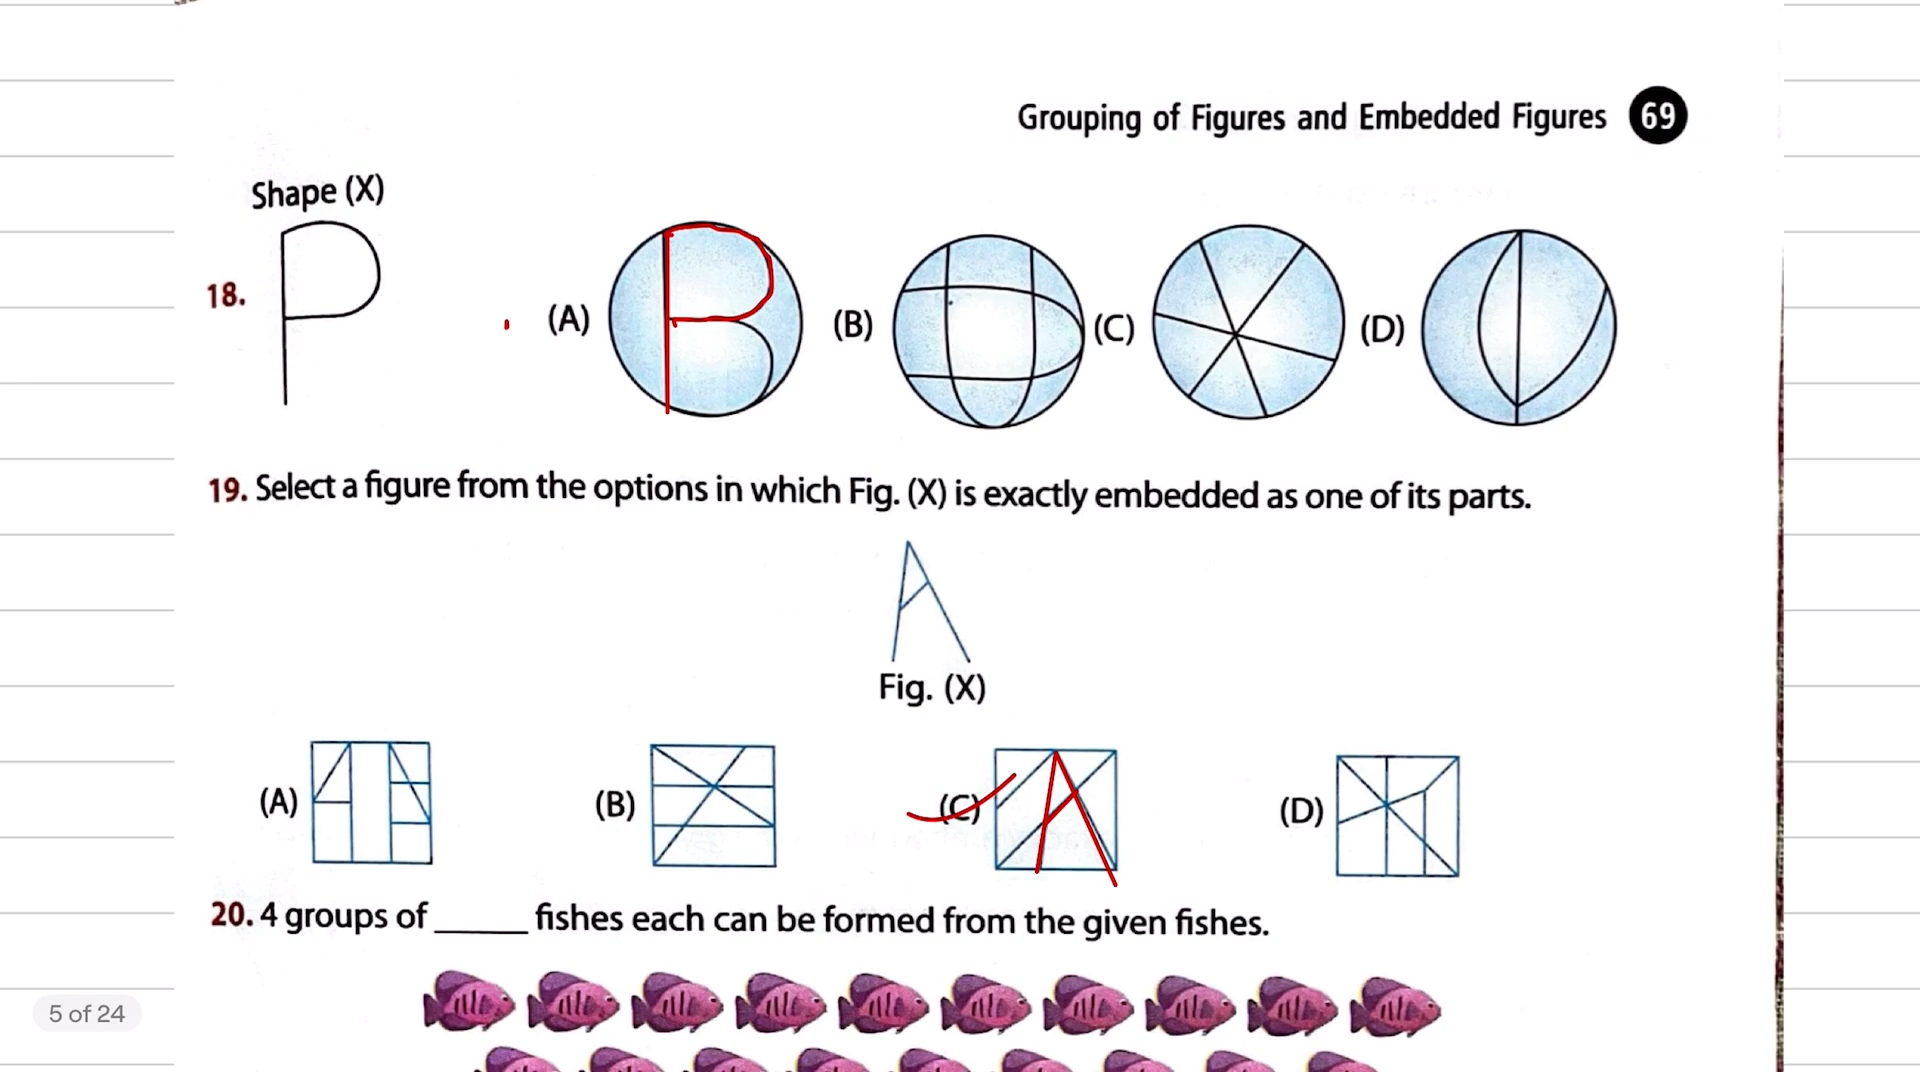 Grouping of Figures and Embedded Figures 69
Shape (X)
18.
(A) (B) (C) (D)
19. Select a figure from the options in which Fig. (X) is exactly embedded as one of its parts.
Fig. (X)
(A) (B) (C) (D)
20. 4 groups of _____ fishes each can be formed from the given fishes.
5 of 24